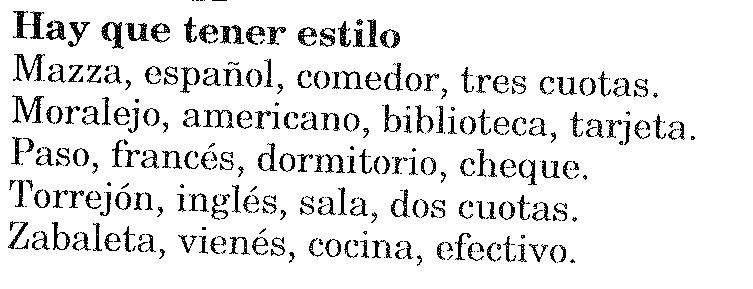 Hay que tener estilo
Mazza, español, comedor, tres cuotas.
Moralejo, americano, biblioteca, tarjeta.
Paso, francés, dormitorio, cheque.
Torrejón, inglés, sala, dos cuotas.
Zabaleta, vienés, cocina, efectivo.